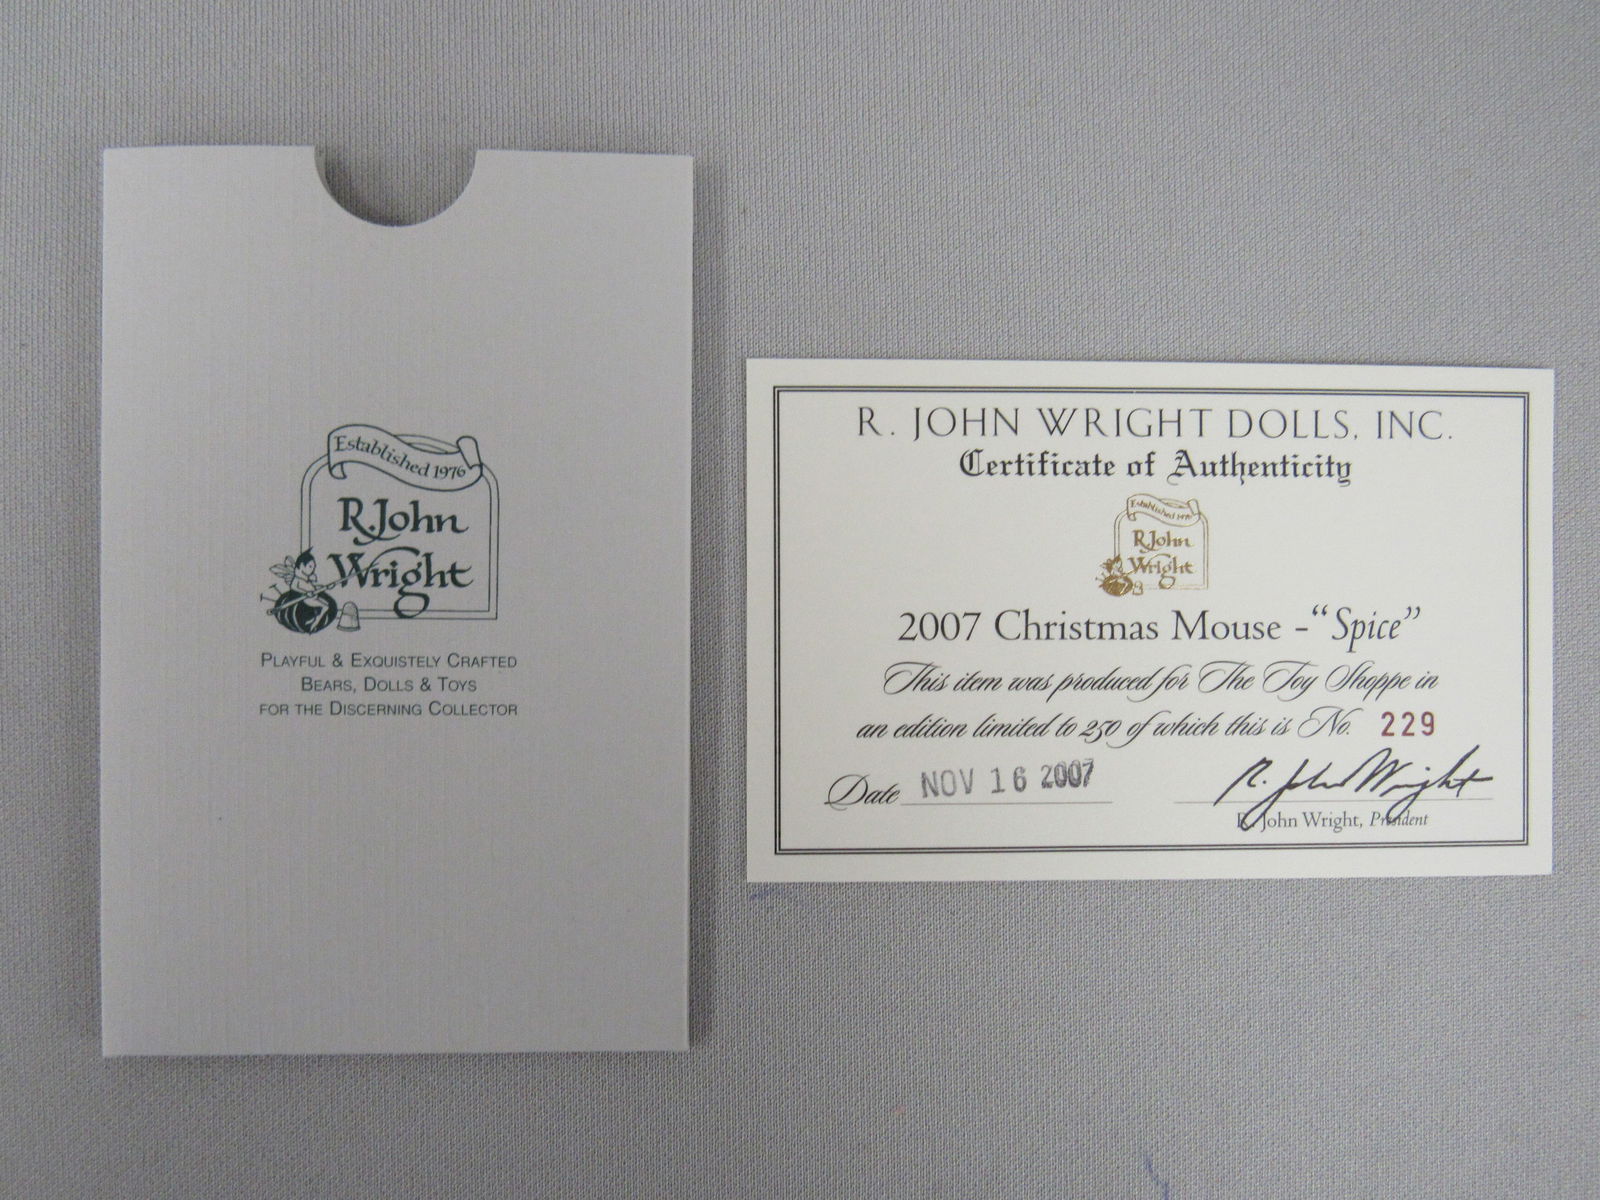 Established 1976
R. John
Wright
PLAYFUL & EXQUISTELY CRAFTED
BEARS, DOLLS & TOYS
FOR THE DISCERNING COLLECTOR
R. JOHN WRIGHT DOLLS, INC.
Certificate of Authenticity
Established 1976
R. John
Wright
2007 Christmas Mouse - "Spice"
This item was produced for The Toy Shoppe in
an edition limited to 250 of which this is No. 229
Date NOV 16 2007 R. John Wright
R. John Wright, President